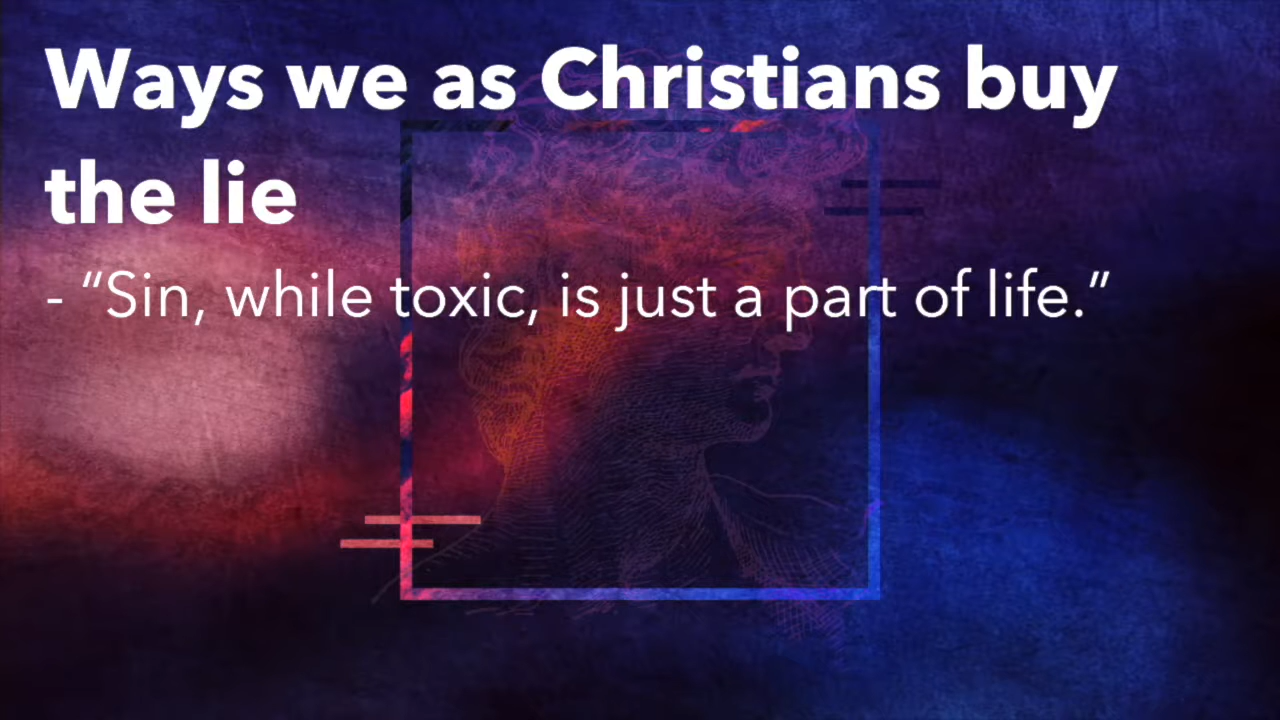 Ways we as Christians buy
the lie
- “Sin, while toxic, is just a part of life.”